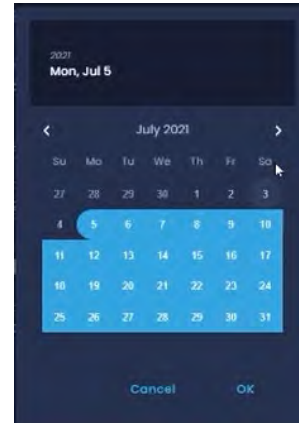 2021
Mon, Jul 5
July 2021
Su Mo Tu We Th Fr Sa
27 28 29 30 1 2 3
4 5 6 7 8 9 10
11 12 13 14 15 16 17
18 19 20 21 22 23 24
25 26 27 28 29 30 31
Cancel OK